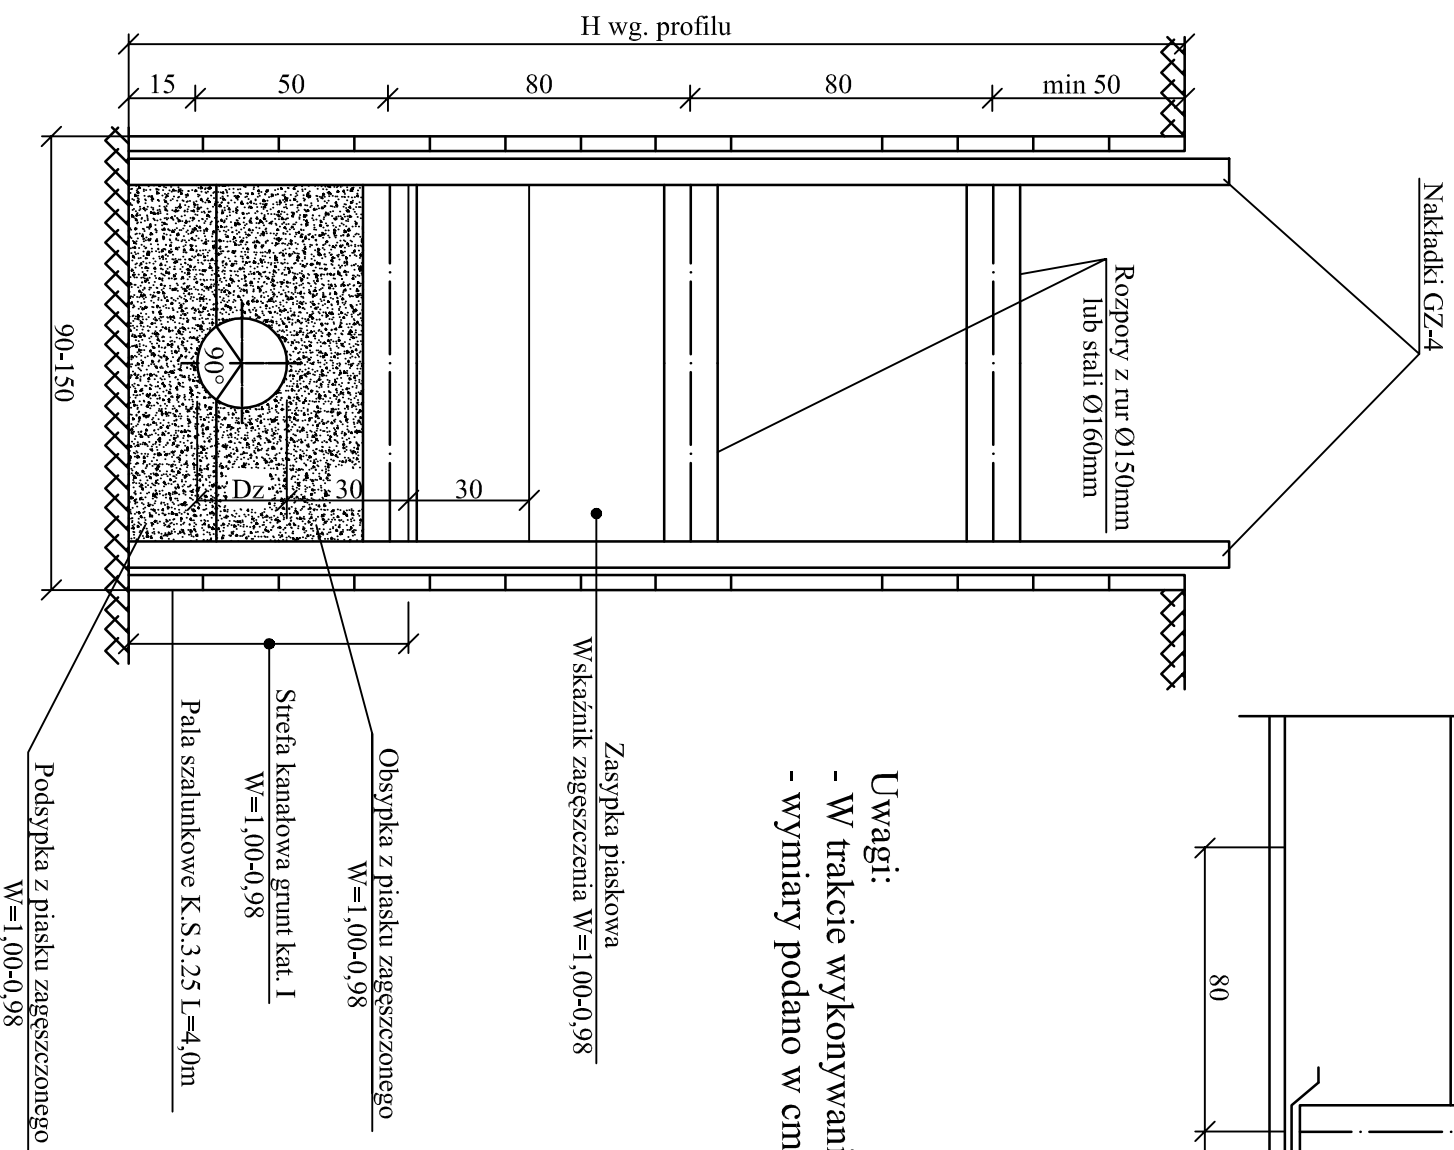 H wg. profilu
15
50
80
80
min 50
Nakładki GZ-4
Rozpory z rur Ø150mm
lub stali Ø160mm
90-150
90°
Dz
30
30
Zasypka piaskowa
Wskaźnik zagęszczenia W=1,00-0,98
Obsypka z piasku zagęszczonego
W=1,00-0,98
Strefa kanałowa grunt kat. I
W=1,00-0,98
Pala szalunkowe K.S.3.25 L=4,0m
Podsypka z piasku zagęszczonego
W=1,00-0,98
Uwagi:
- W trakcie wykonywani
- wymiary podano w cm
80